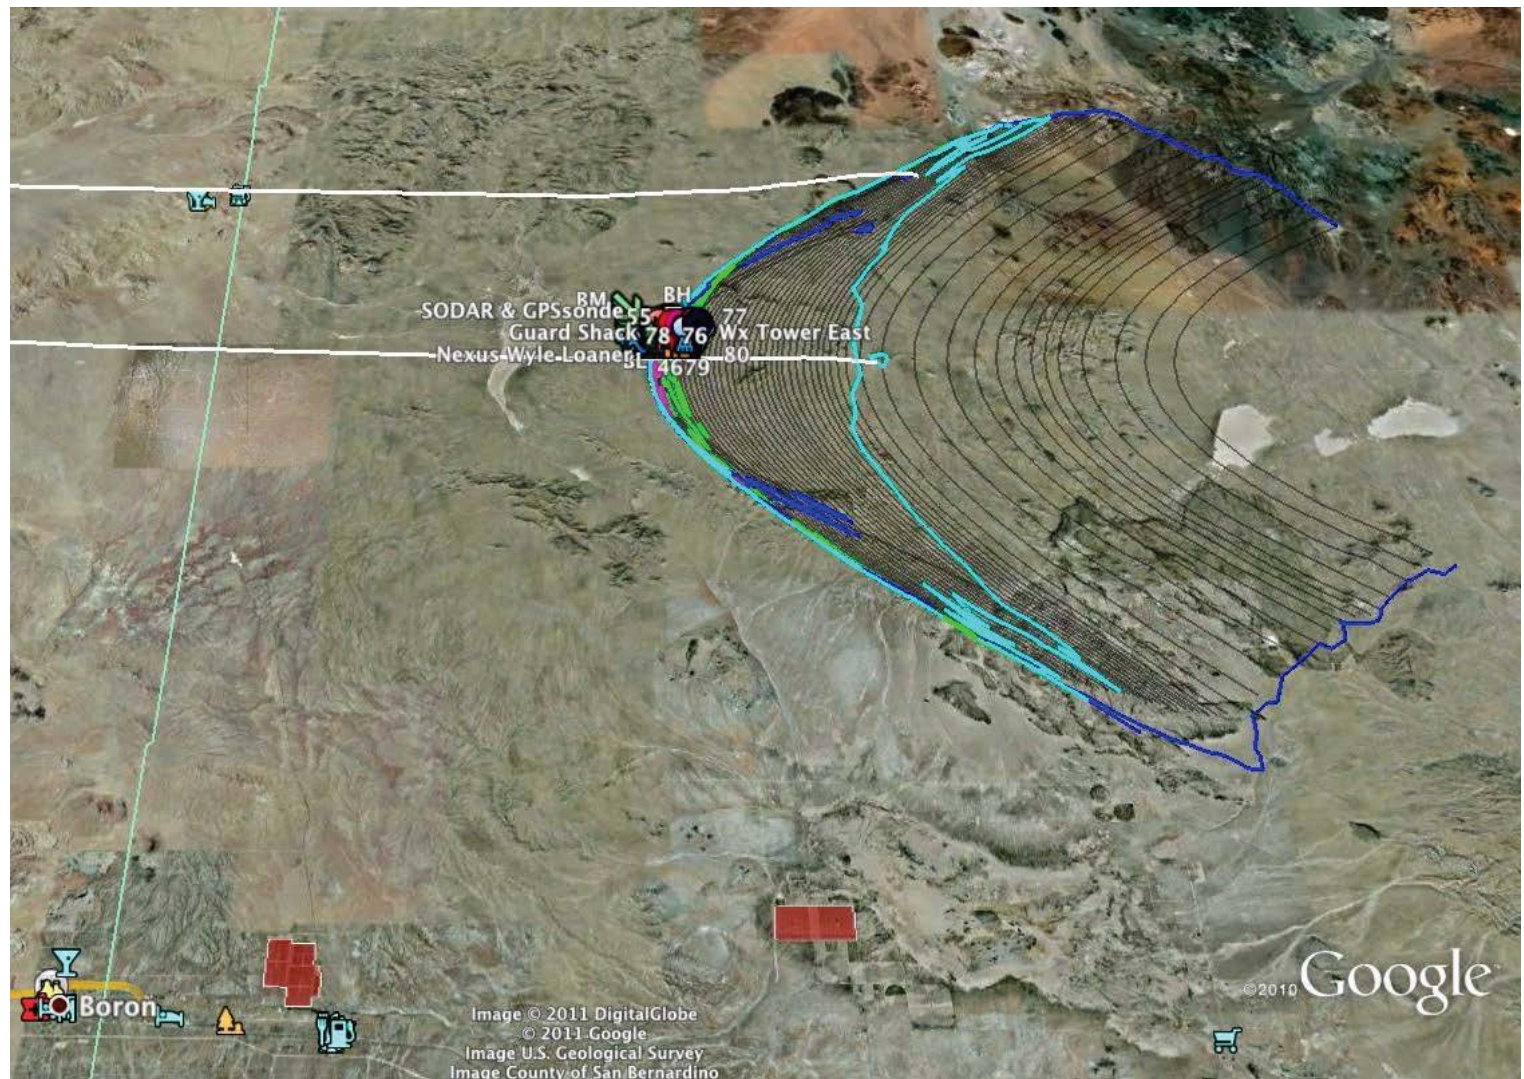 BM
BH
SODAR & GPSsonde
55
77
Guard Shack
78
76
Wx Tower East
Nexus Wyle Loaner
80
BL
4679
Boron
©2010 Google
Image © 2011 DigitalGlobe
© 2011 Google
Image U.S. Geological Survey
Image County of San Bernardino